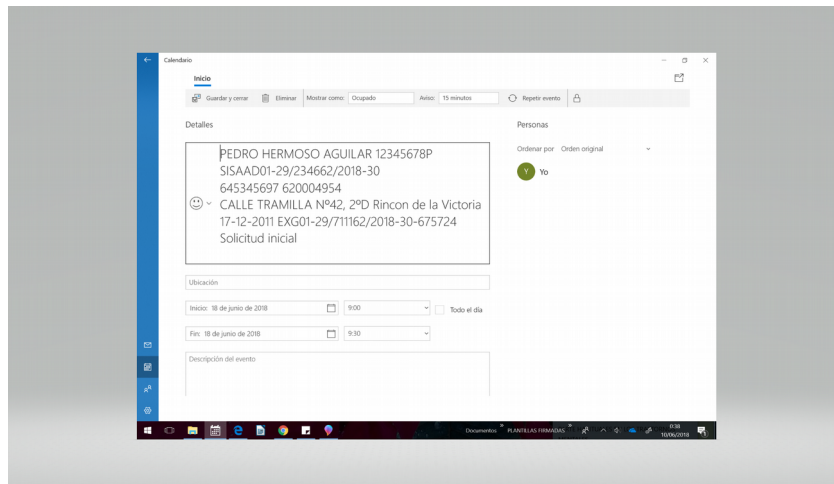 Calendario
Inicio
Guardar y cerrar Eliminar Mostrar como: Ocupado Aviso: 15 minutos Repetir evento
Detalles
Personas
PEDRO HERMOSO AGUILAR 12345678P
SISAAD01-29/234662/2018-30
645345697 620004954
CALLE TRAMILLA Nº42, 2ºD Rincon de la Victoria
17-12-2011 EXG01-29/711162/2018-30-675724
Solicitud inicial
Ordenar por Orden original
Y Yo
Ubicación
Inicio: 18 de junio de 2018 9:00 Todo el día
Fin: 18 de junio de 2018 9:30
Descripción del evento
Documentos PLANTILLAS FIRMADAS
0:38
10/06/2018